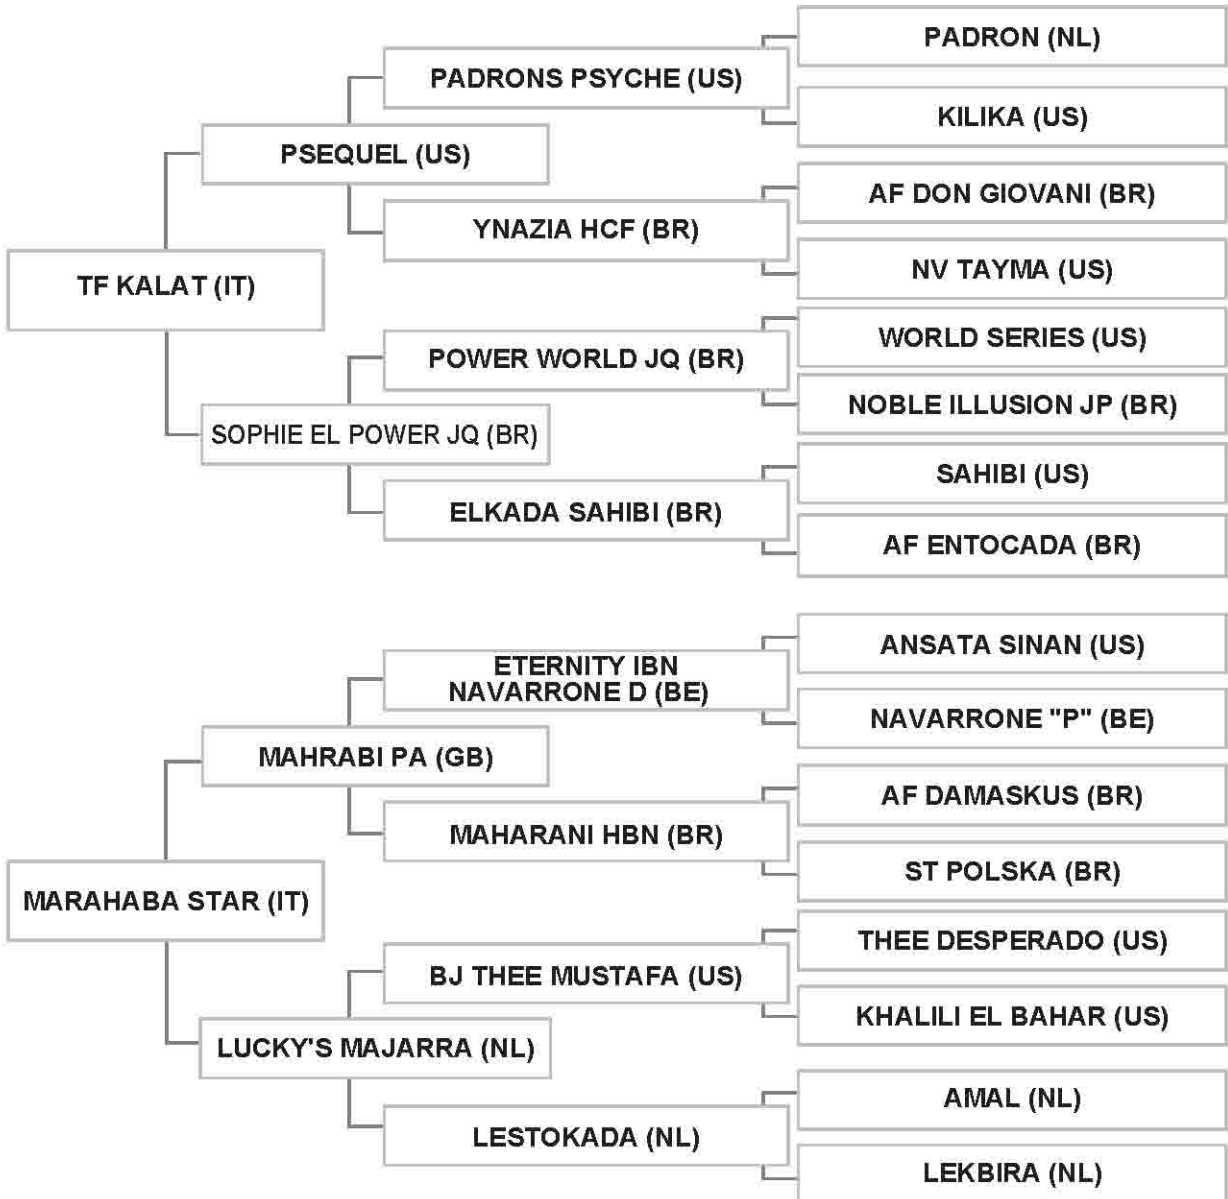 PADRON (NL)
PADRONS PSYCHE (US)
KILIKA (US)
PSEQUEL (US)
AF DON GIOVANI (BR)
YNAZIA HCF (BR)
NV TAYMA (US)
TF KALAT (IT)
WORLD SERIES (US)
POWER WORLD JQ (BR)
NOBLE ILLUSION JP (BR)
SOPHIE EL POWER JQ (BR)
SAHIBI (US)
ELKADA SAHIBI (BR)
AF ENTOCADA (BR)
ANSATA SINAN (US)
ETERNITY IBN
NAVARRONE D (BE)
NAVARRONE "P" (BE)
MAHRABI PA (GB)
AF DAMASKUS (BR)
MAHARANI HBN (BR)
ST POLSKA (BR)
MARAHABA STAR (IT)
THEE DESPERADO (US)
BJ THEE MUSTAFA (US)
KHALILI EL BAHAR (US)
LUCKY'S MAJARRA (NL)
AMAL (NL)
LESTOKADA (NL)
LEKBIRA (NL)